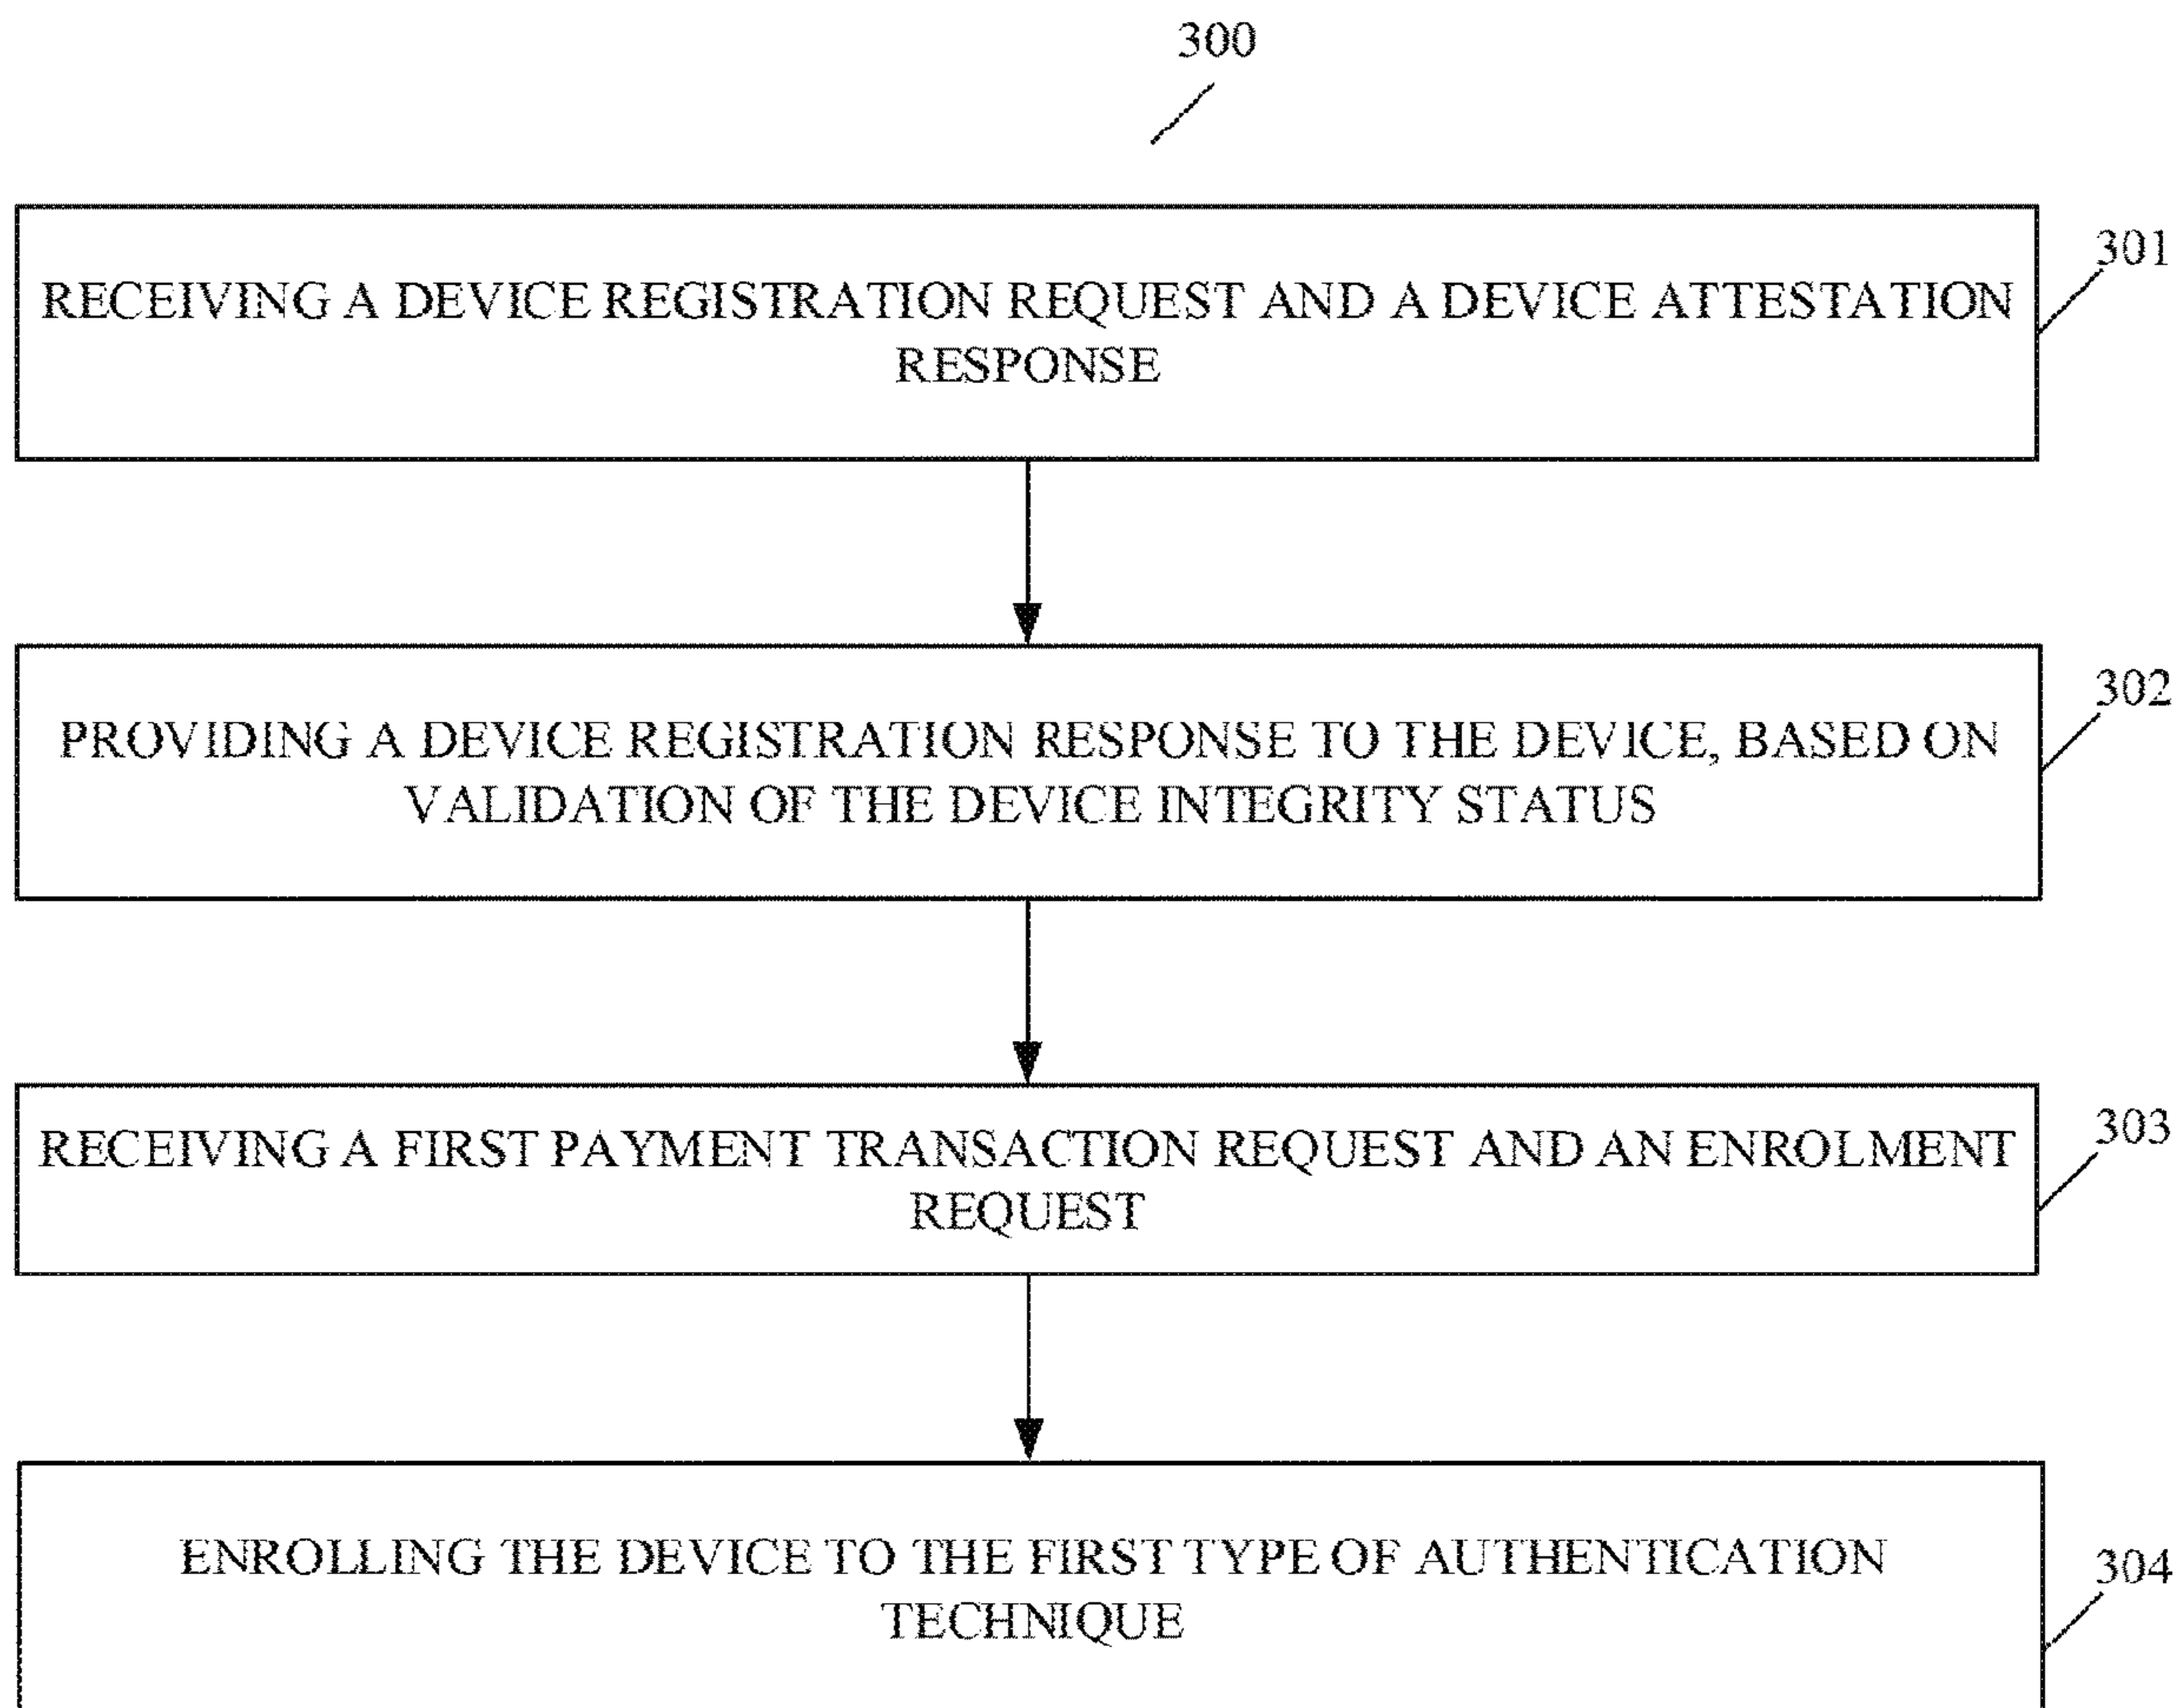 300
301
RECEIVING A DEVICE REGISTRATION REQUEST AND A DEVICE ATTESTATION
RESPONSE
302
PROVIDING A DEVICE REGISTRATION RESPONSE TO THE DEVICE, BASED ON
VALIDATION OF THE DEVICE INTEGRITY STATUS
303
RECEIVING A FIRST PAYMENT TRANSACTION REQUEST AND AN ENROLMENT
REQUEST
304
ENROLLING THE DEVICE TO THE FIRST TYPE OF AUTHENTICATION
TECHNIQUE